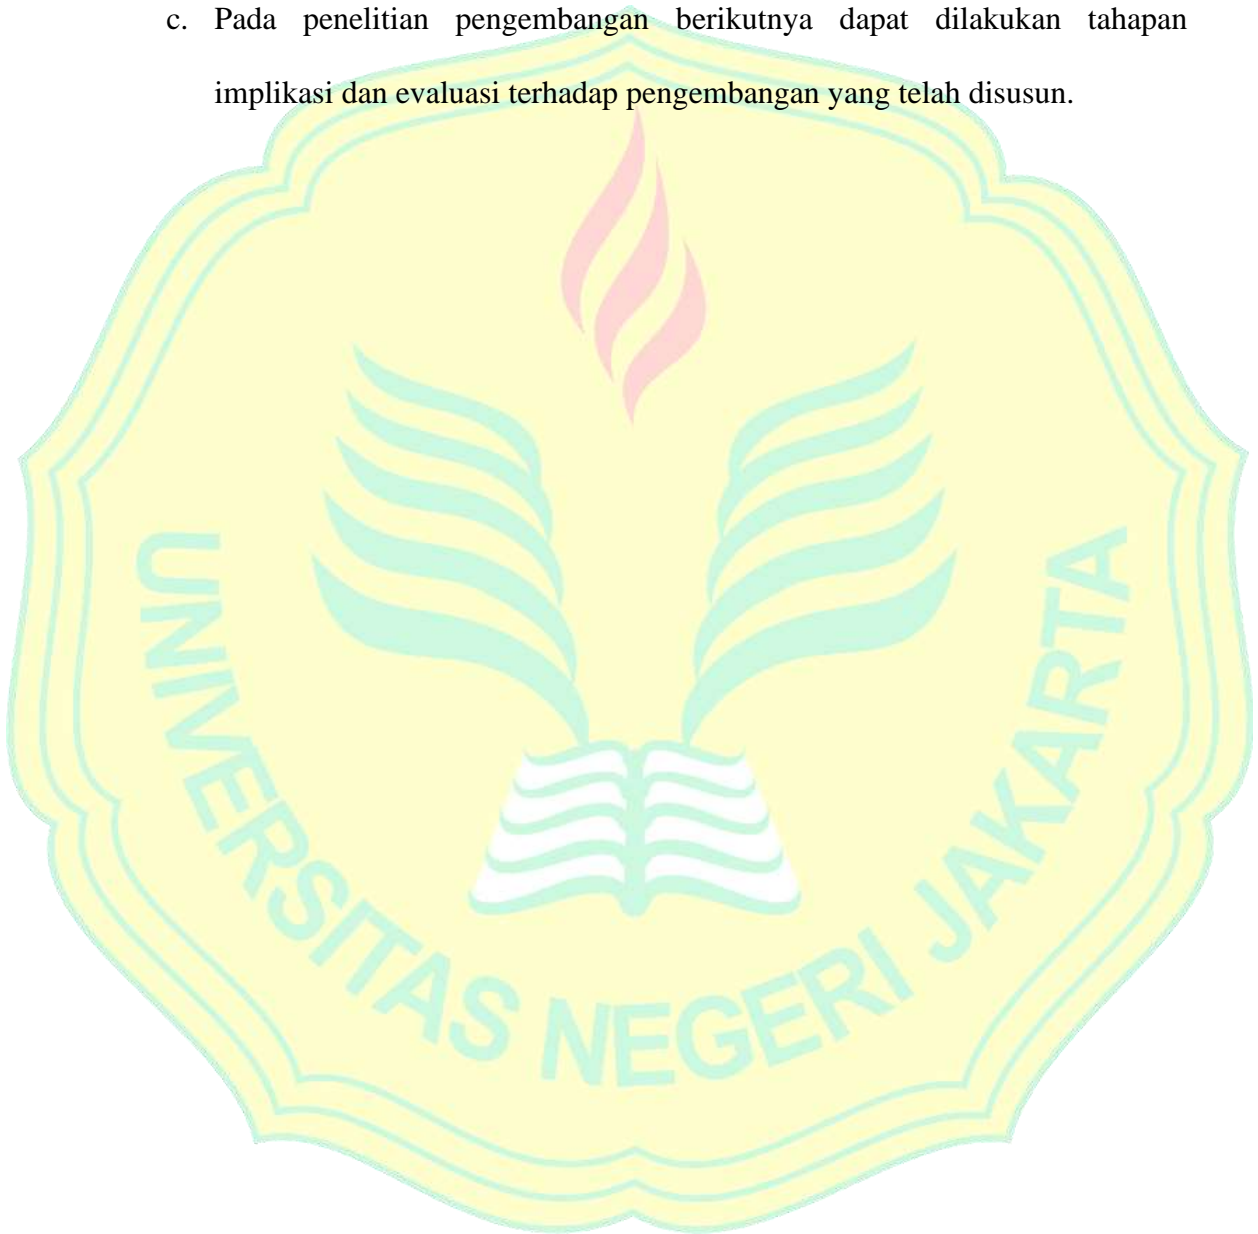 c. Pada penelitian pengembangan berikutnya dapat dilakukan tahapan
implikasi dan evaluasi terhadap pengembangan yang telah disusun.
UNIVERSITAS NEGERI JAKARTA